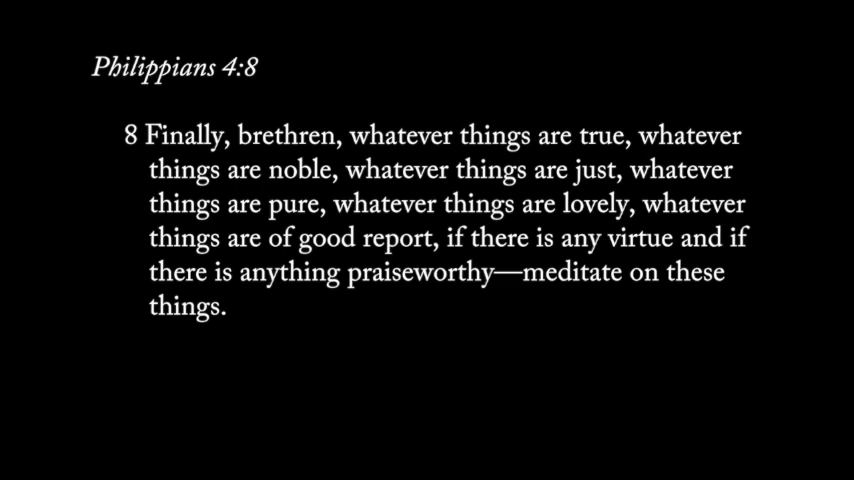 Philippians 4:8
8 Finally, brethren, whatever things are true, whatever
things are noble, whatever things are just, whatever
things are pure, whatever things are lovely, whatever
things are of good report, if there is any virtue and if
there is anything praiseworthy—meditate on these
things.